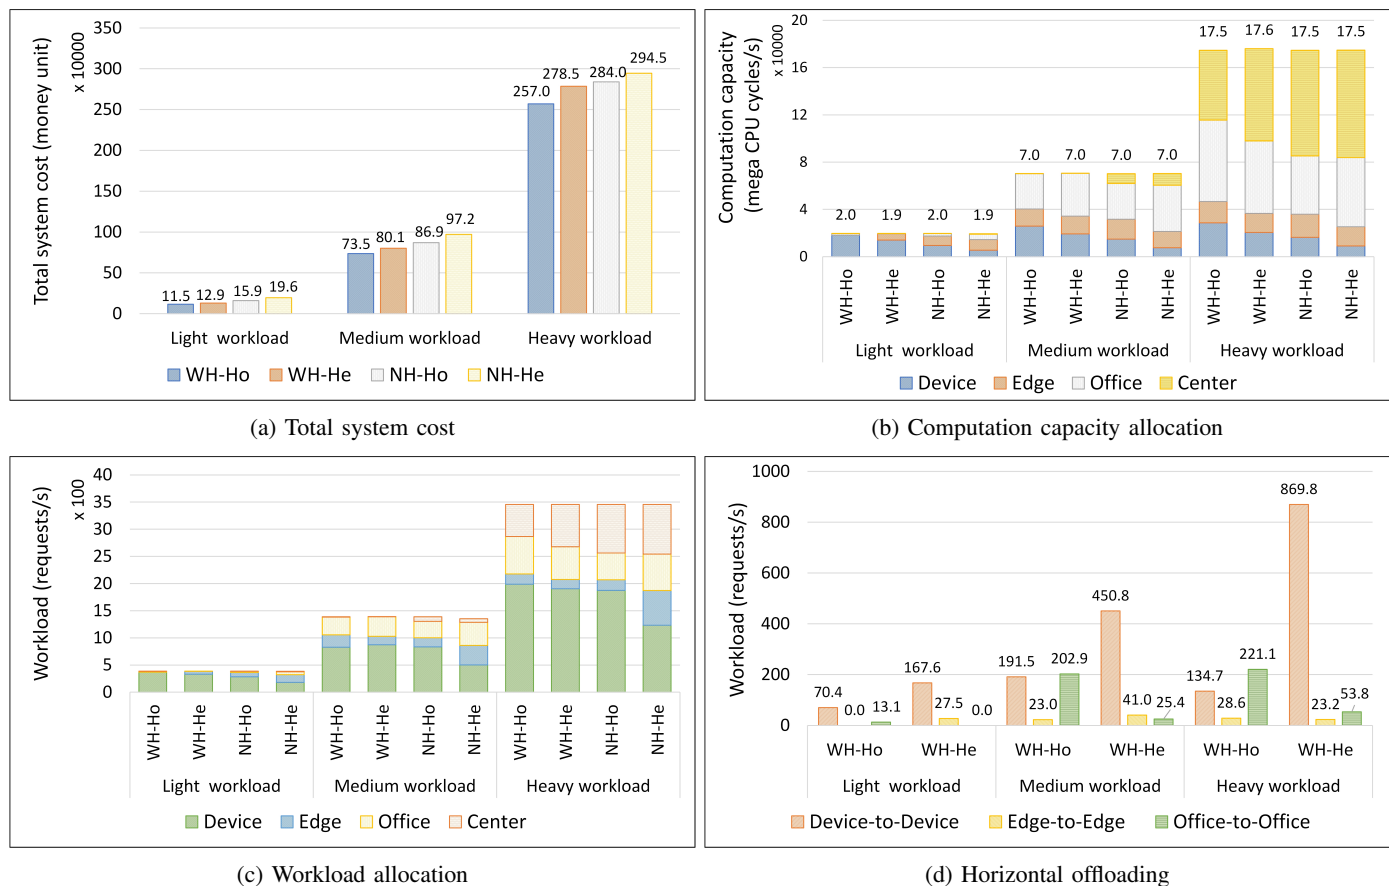 Total system cost (money unit)
x 10000
350
300
250
200
150
100
50
0
11.5 12.9 15.9 19.6
73.5 80.1 86.9 97.2
257.0 278.5 284.0 294.5
Light workload Medium workload Heavy workload
WH-Ho WH-He NH-Ho NH-He
(a) Total system cost
Computation capacity
(mega CPU cycles/s)
x 10000
20
16
12
8
4
0
2.0 1.9 2.0 1.9
7.0 7.0 7.0 7.0
17.5 17.6 17.5 17.5
WH-Ho WH-He NH-Ho NH-He WH-Ho WH-He NH-Ho NH-He WH-Ho WH-He NH-Ho NH-He
Light workload Medium workload Heavy workload
Device Edge Office Center
(b) Computation capacity allocation
Workload (requests/s)
x 100
40
35
30
25
20
15
10
5
0
WH-Ho WH-He NH-Ho NH-He WH-Ho WH-He NH-Ho NH-He WH-Ho WH-He NH-Ho NH-He
Light workload Medium workload Heavy workload
Device Edge Office Center
(c) Workload allocation
Workload (requests/s)
1000
800
600
400
200
0
70.4 0.0 13.1
167.6 27.5 0.0
191.5 23.0 202.9
450.8 41.0 25.4
134.7 28.6 221.1
869.8 23.2 53.8
WH-Ho WH-He WH-Ho WH-He WH-Ho WH-He
Light workload Medium workload Heavy workload
Device-to-Device Edge-to-Edge Office-to-Office
(d) Horizontal offloading